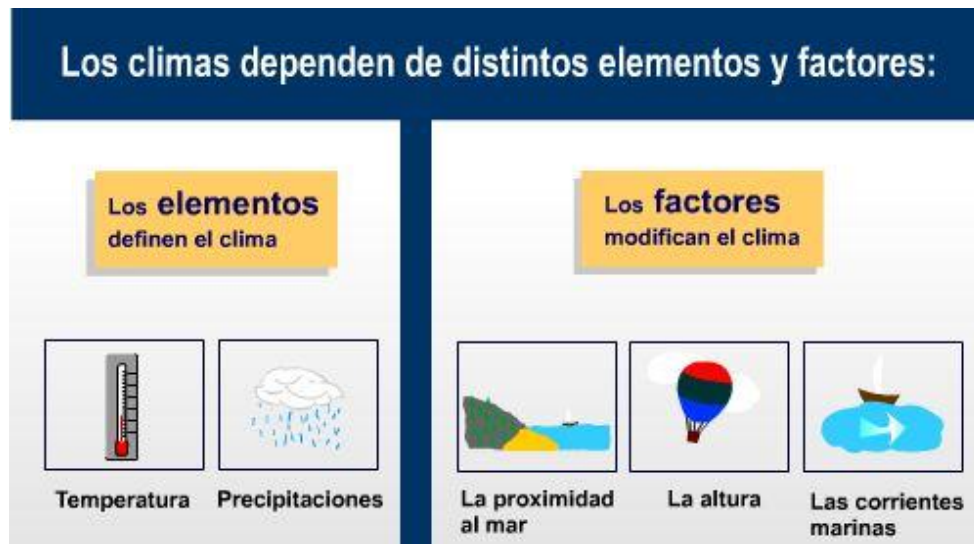 Los climas dependen de distintos elementos y factores:
Los elementos
definen el clima
Los factores
modifican el clima
Temperatura
Precipitaciones
La proximidad
al mar
La altura
Las corrientes
marinas